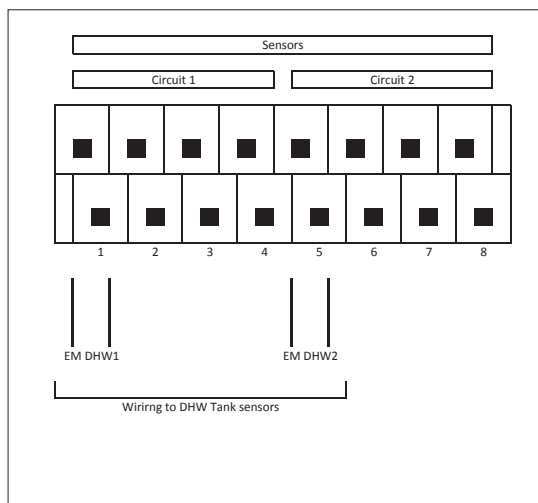 Sensors
Circuit 1 Circuit 2
1 2 3 4 5 6 7 8
EM DHW1 EM DHW2
Wirirng to DHW Tank sensors